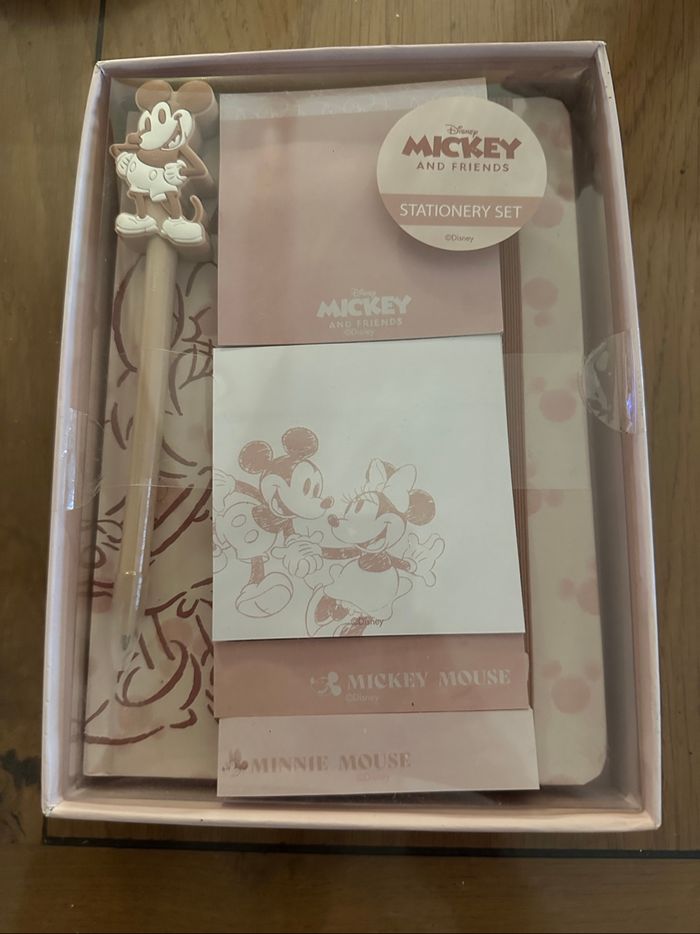 Disney
MICKEY
AND FRIENDS
STATIONERY SET
©Disney
Disney
MICKEY
AND FRIENDS
©Disney
©Disney
MICKEY MOUSE
©Disney
MINNIE MOUSE
©Disney